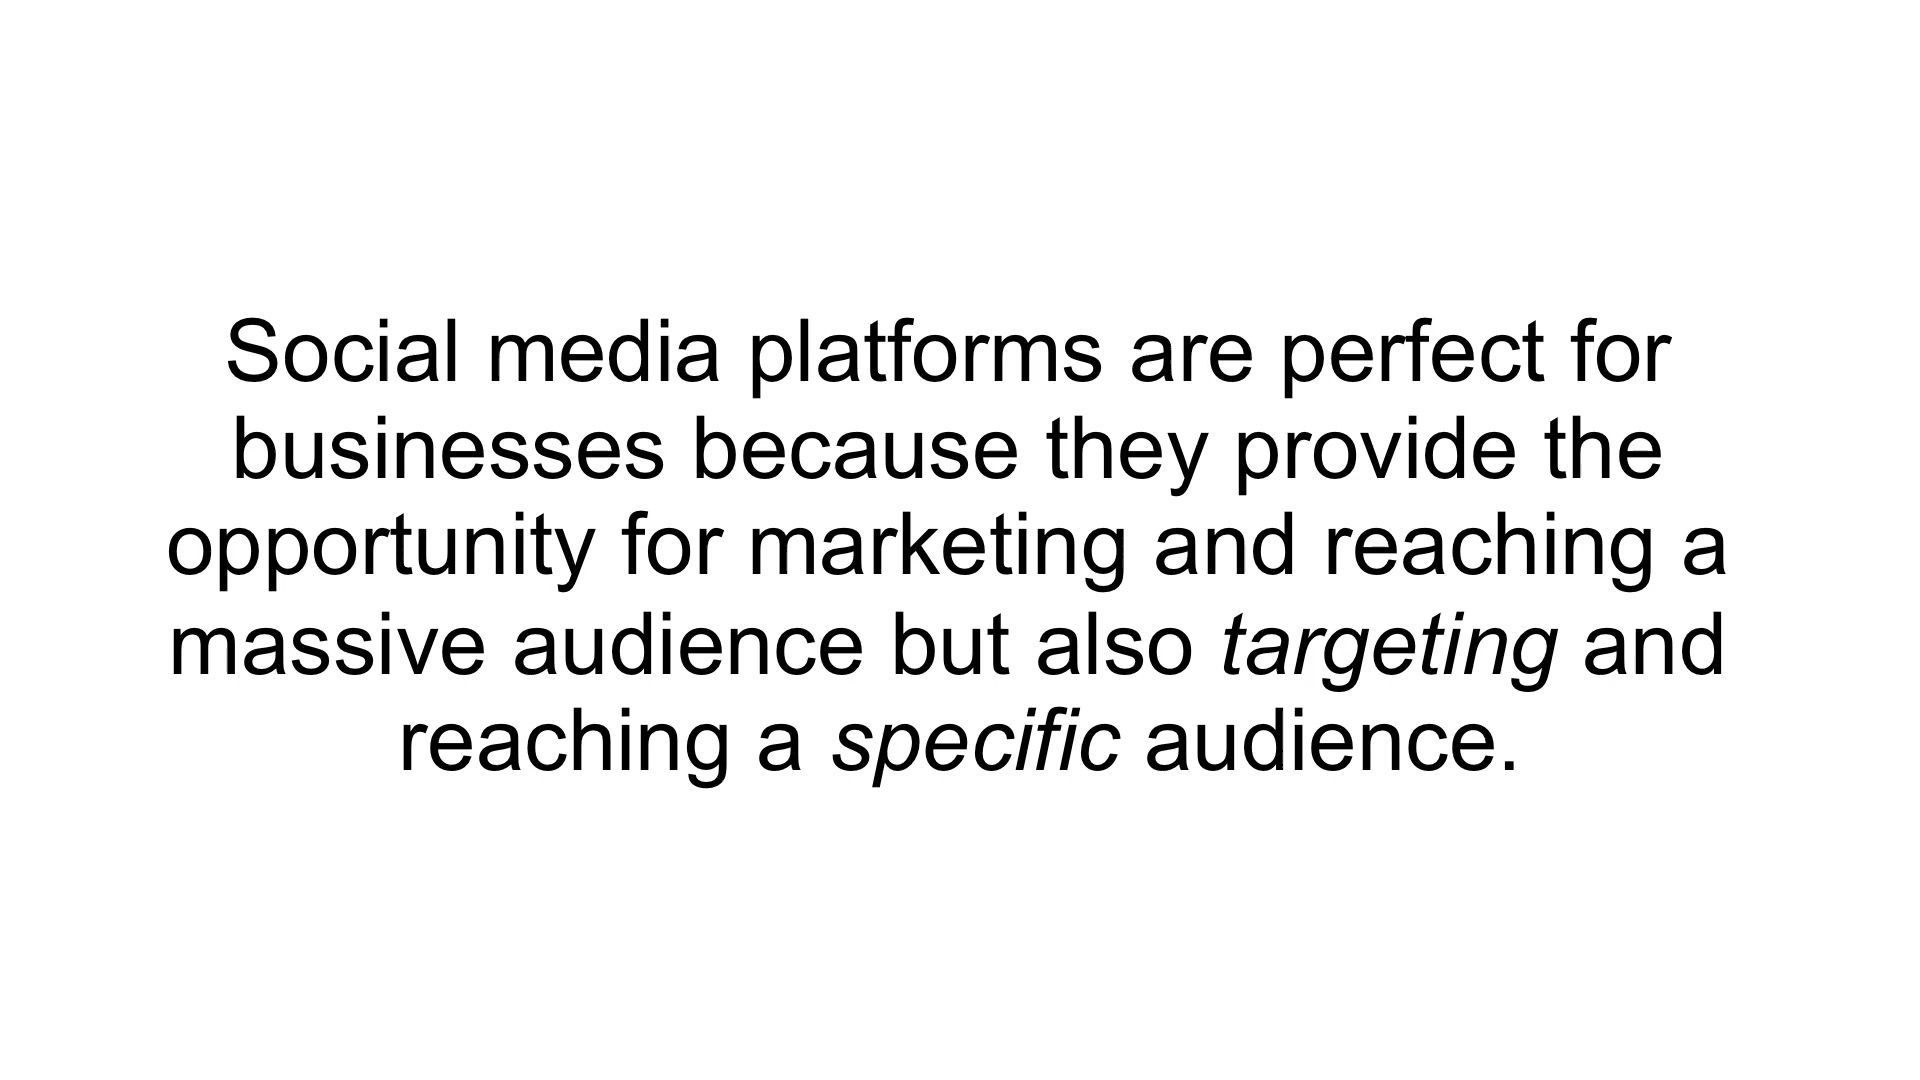 Social media platforms are perfect for
businesses because they provide the
opportunity for marketing and reaching a
massive audience but also targeting and
reaching a specific audience.